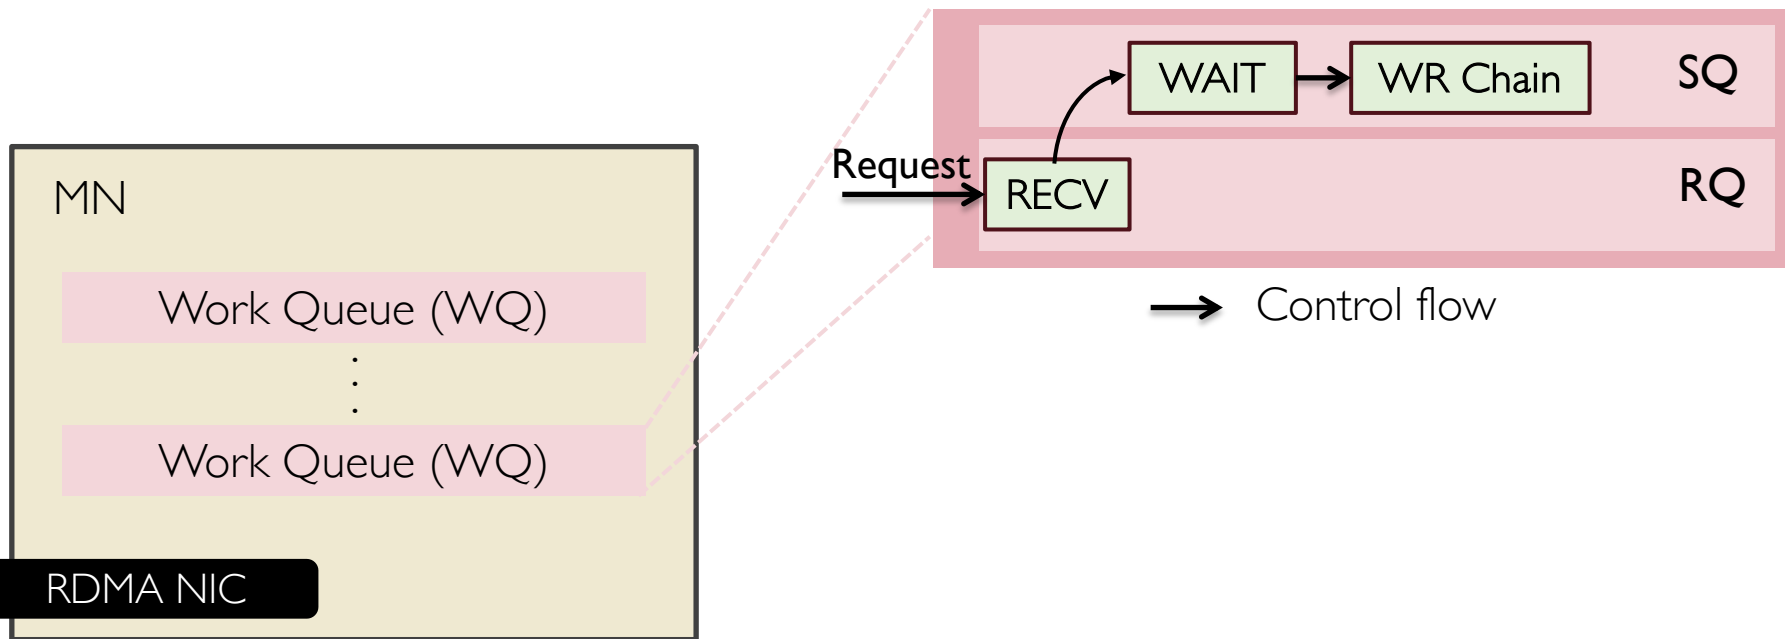 MN
Work Queue (WQ)
.
.
.
Work Queue (WQ)
RDMA NIC
WAIT
WR Chain
SQ
Request
RECV
RQ
Control flow